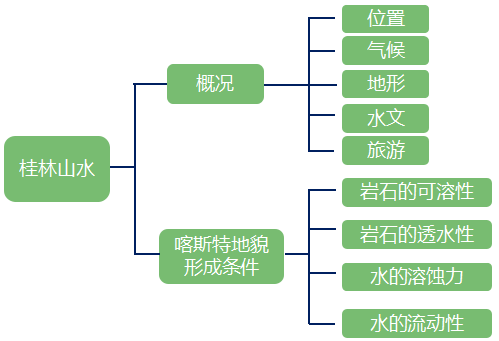 桂林山水
概况
位置
气候
地形
水文
旅游
喀斯特地貌
形成条件
岩石的可溶性
岩石的透水性
水的溶蚀力
水的流动性